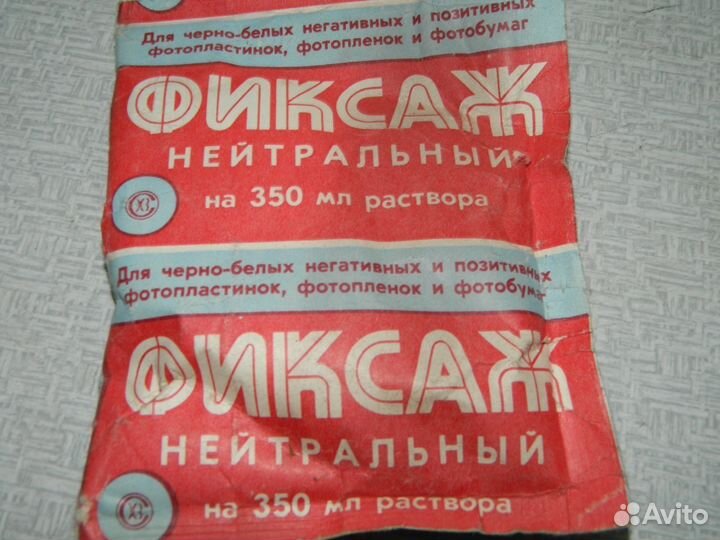 Для черно-белых негативных и позитивных
фотопластинок, фотопленок и фотобумаг
ФИКСАЖ
НЕЙТРАЛЬНЫЙ
на 350 мл раствора
Для черно-белых негативных и позитивных
фотопластинок, фотопленок и фотобумаг
ФИКСАЖ
НЕЙТРАЛЬНЫЙ
на 350 мл раствора
Avito